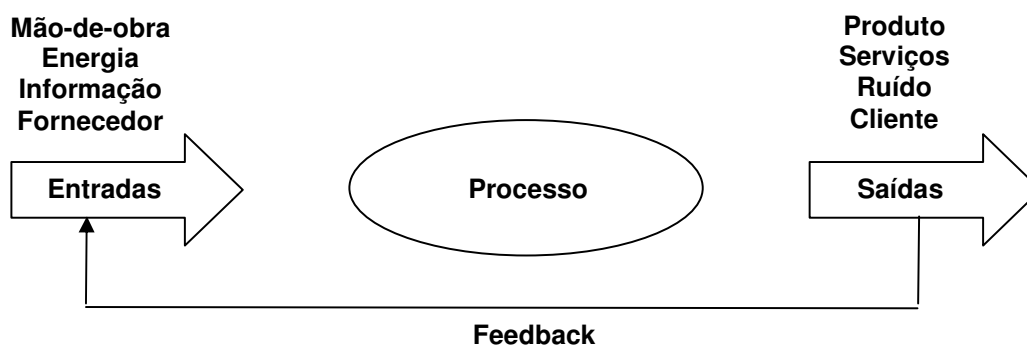 Mão-de-obra
Energia
Informação
Fornecedor
Entradas
Processo
Produto
Serviços
Ruído
Cliente
Saídas
Feedback